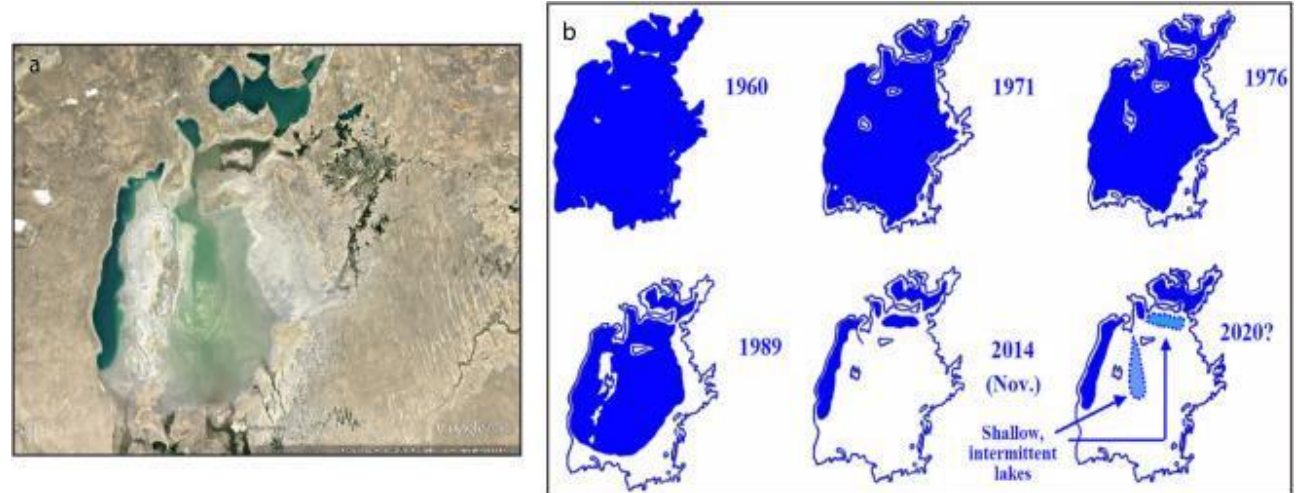 a
b
1960
1971
1976
1989
2014
(Nov.)
2020?
Shallow,
intermittent
lakes